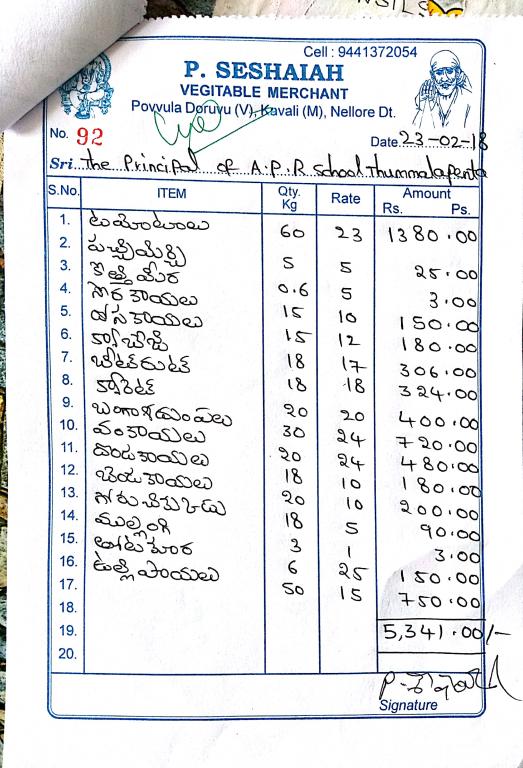 Cell : 9441372054
P. SESHAIAH
VEGITABLE MERCHANT
Povvula Doruvu (V), Kavali (M), Nellore Dt.
No. 92 Date. 23-02-18
Sri. The Principal of A.P.R School Thummalapenta
S.No. ITEM Qty. Kg Rate Amount Rs. Ps.
1. టమోటాలు 60 23 1380.00
2. పచ్చిమిర్చి 5 5 25.00
3. కొత్తిమీర 0.6 5 3.00
4. సొరకాయలు 15 10 150.00
5. దోసకాయలు 15 12 180.00
6. క్యాబేజి 18 17 306.00
7. బీట్‌రూట్ 18 18 324.00
8. క్యారెట్ 20 20 400.00
9. బంగాళదుంపలు 30 24 720.00
10. వంకాయలు 20 24 480.00
11. దొండకాయలు 18 10 180.00
12. బెండకాయలు 20 10 200.00
13. గోరుచిక్కుడు 18 5 90.00
14. ముల్లంగి 3 1 3.00
15. తోటకూర 6 25 150.00
16. ఉల్లిపాయలు 50 15 750.00
17.
18.
19. 5,341.00/-
20.
Signature